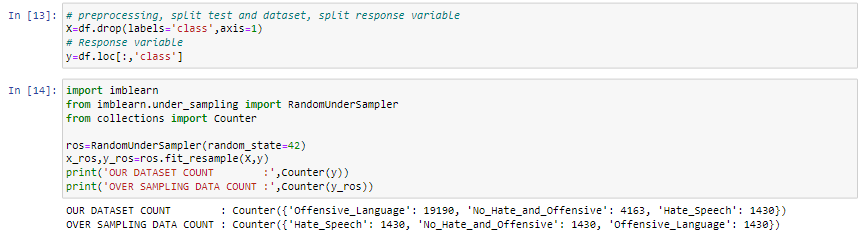 In [13]: # preprocessing, split test and dataset, split response variable
X=df.drop(labels='class',axis=1)
# Response variable
y=df.loc[:,'class']
In [14]: import imblearn
from imblearn.under_sampling import RandomUnderSampler
from collections import Counter
ros=RandomUnderSampler(random_state=42)
x_ros,y_ros=ros.fit_resample(X,y)
print('OUR DATASET COUNT       :',Counter(y))
print('OVER SAMPLING DATA COUNT :',Counter(y_ros))
OUR DATASET COUNT       : Counter({'Offensive_Language': 19190, 'No_Hate_and_Offensive': 4163, 'Hate_Speech': 1430})
OVER SAMPLING DATA COUNT : Counter({'Hate_Speech': 1430, 'No_Hate_and_Offensive': 1430, 'Offensive_Language': 1430})